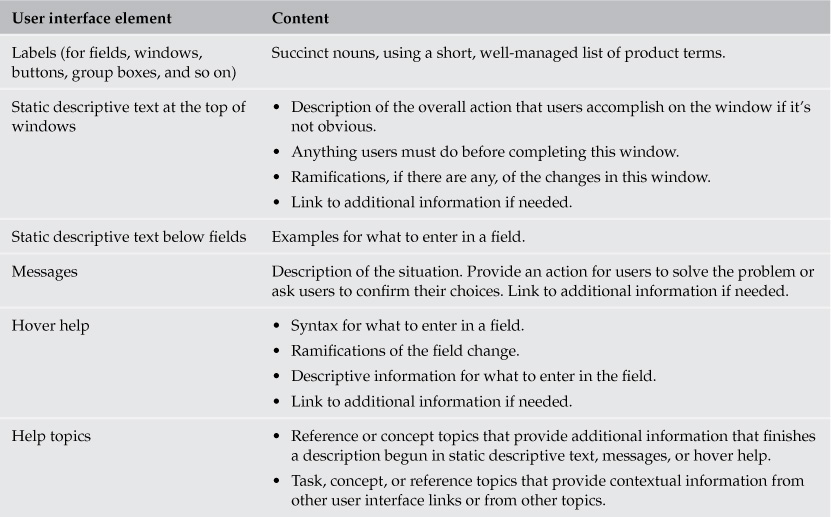 User interface element Content
Labels (for fields, windows, Succinct nouns, using a short, well-managed list of product terms.
buttons, group boxes, and so on)
Static descriptive text at the top of • Description of the overall action that users accomplish on the window if it’s
windows not obvious.
• Anything users must do before completing this window.
• Ramifications, if there are any, of the changes in this window.
• Link to additional information if needed.
Static descriptive text below fields Examples for what to enter in a field.
Messages Description of the situation. Provide an action for users to solve the problem or
ask users to confirm their choices. Link to additional information if needed.
Hover help • Syntax for what to enter in a field.
• Ramifications of the field change.
• Descriptive information for what to enter in the field.
• Link to additional information if needed.
Help topics • Reference or concept topics that provide additional information that finishes
a description begun in static descriptive text, messages, or hover help.
• Task, concept, or reference topics that provide contextual information from
other user interface links or from other topics.